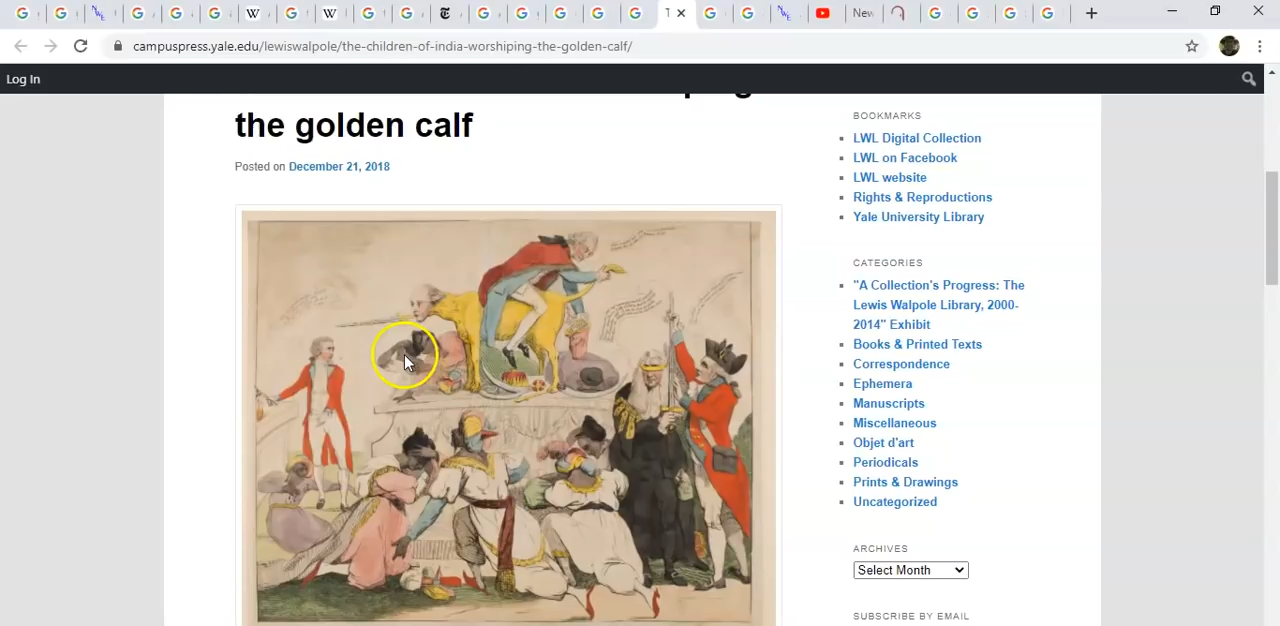 T
New
campuspress.yale.edu/lewiswalpole/the-children-of-india-worshiping-the-golden-calf/
Log In
the golden calf
Posted on December 21, 2018
BOOKMARKS
LWL Digital Collection
LWL on Facebook
LWL website
Rights & Reproductions
Yale University Library
CATEGORIES
"A Collection's Progress: The
Lewis Walpole Library, 2000-
2014" Exhibit
Books & Printed Texts
Correspondence
Ephemera
Manuscripts
Miscellaneous
Objet d'art
Periodicals
Prints & Drawings
Uncategorized
ARCHIVES
Select Month
SUBSCRIBE BY EMAIL